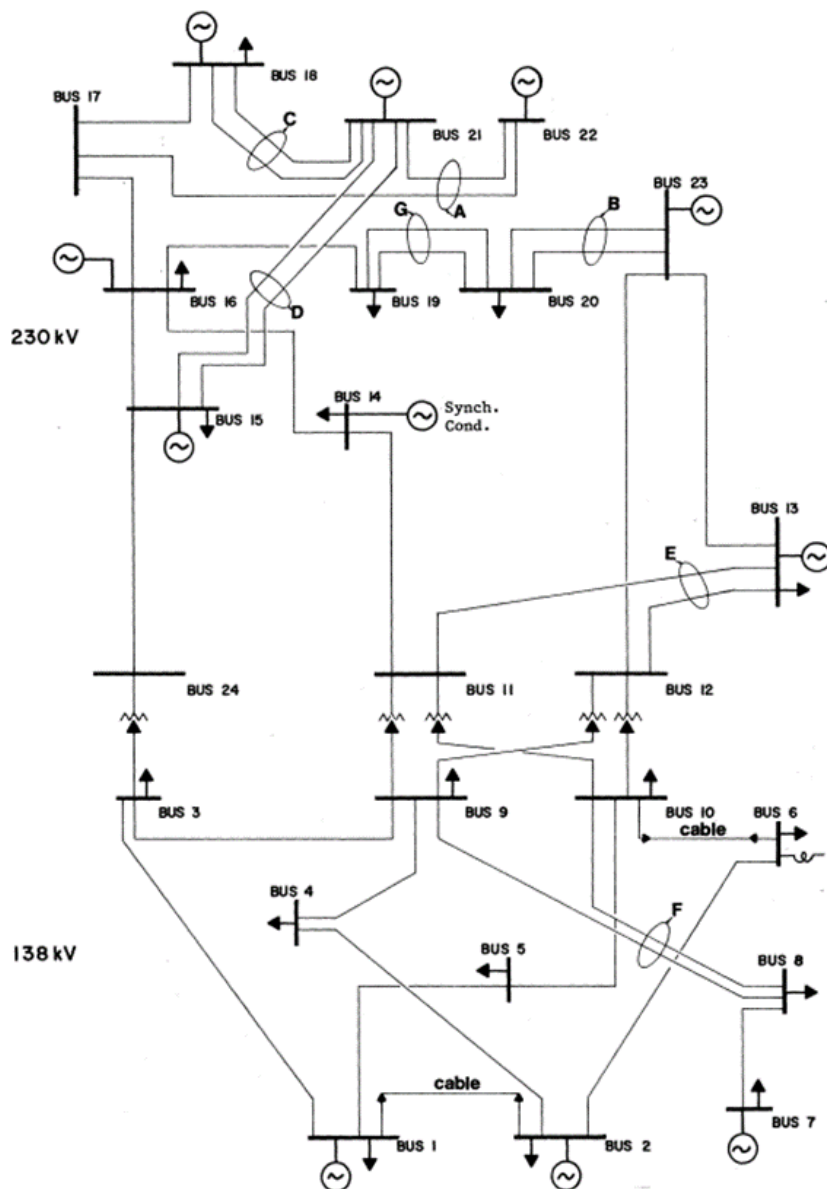 BUS 18
BUS 17
C
BUS 21
BUS 22
BUS 23
A
G
B
BUS 16
D
BUS 19
BUS 20
230 kV
BUS 15
BUS 14
Synch.
Cond.
BUS 13
E
BUS 24
BUS 11
BUS 12
BUS 3
BUS 9
BUS 10
BUS 6
cable
BUS 4
F
138 kV
BUS 5
BUS 8
cable
BUS 1
BUS 2
BUS 7